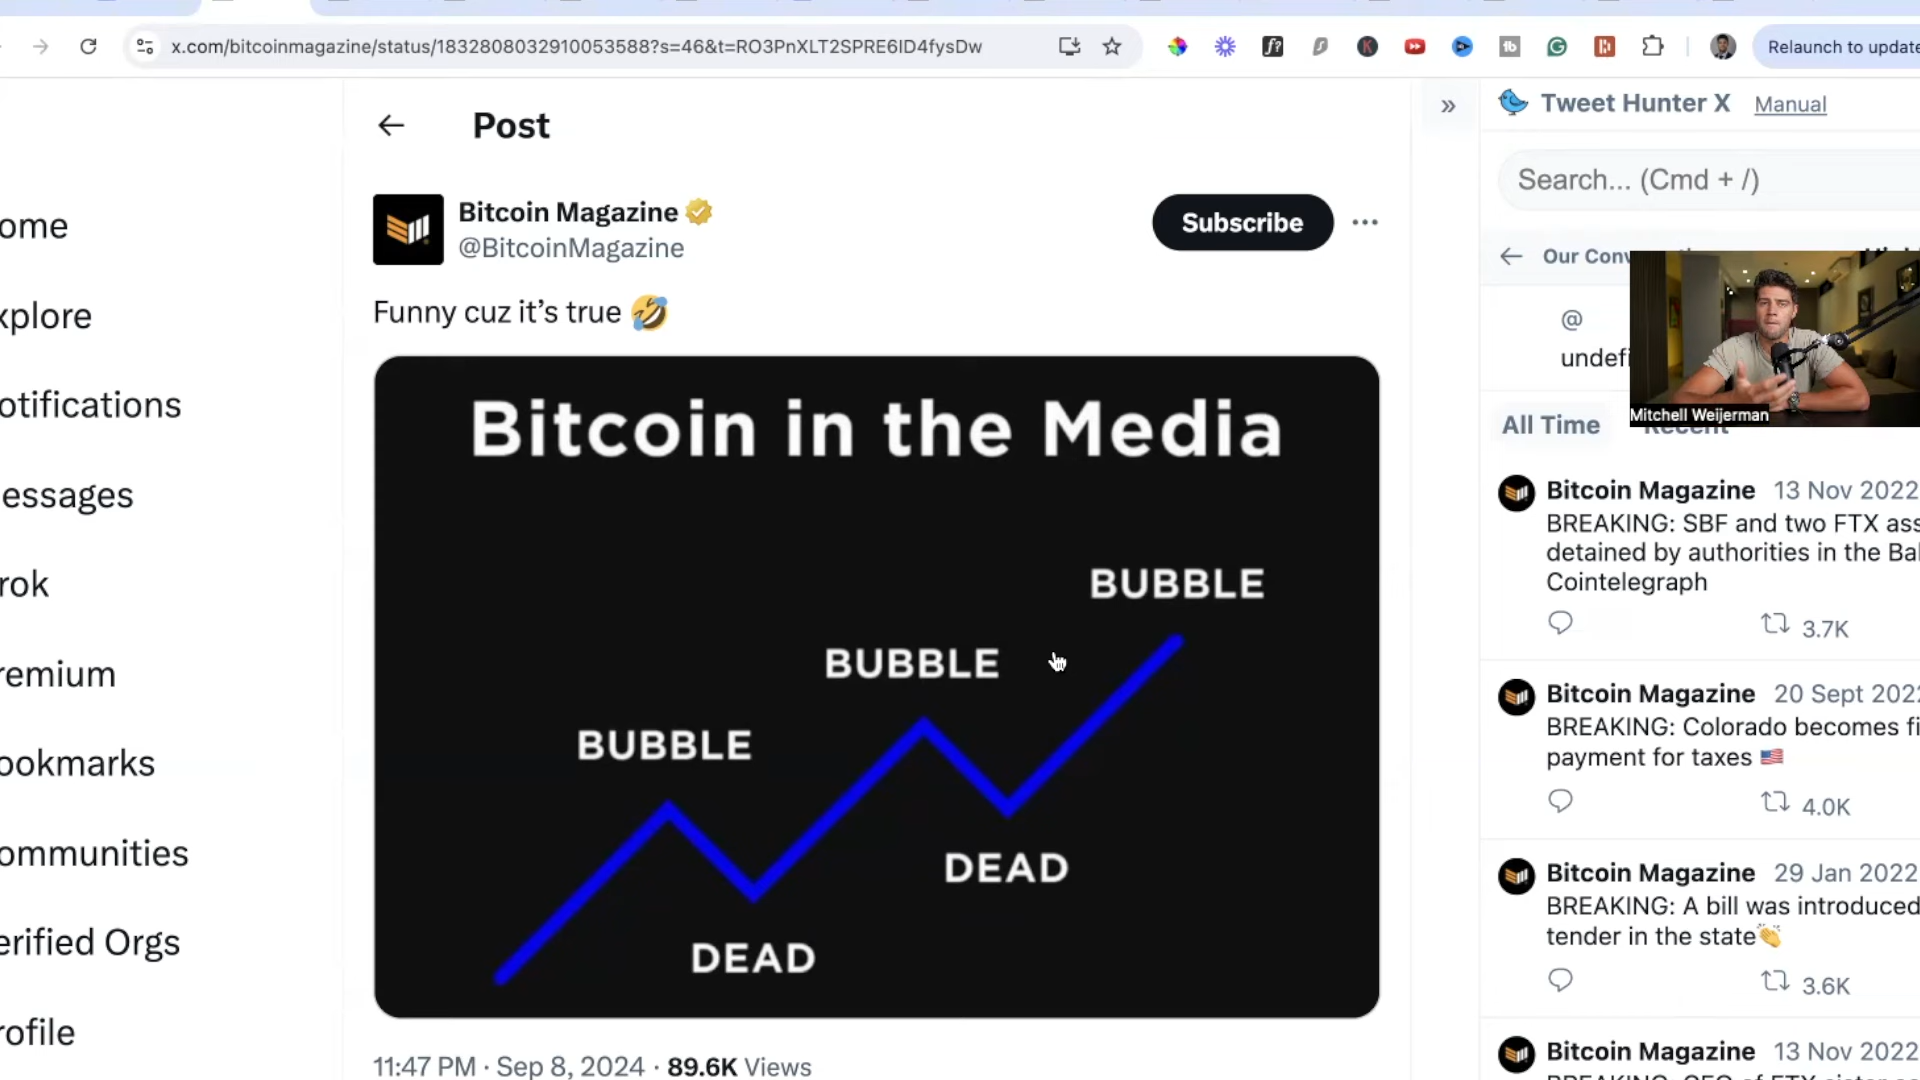 x.com/bitcoinmagazine/status/1832808032910053588?s=46&t=RO3PnXLT2SPRE6ID4fysDw
Relaunch to update
ome
xplore
otifications
essages
rok
remium
ookmarks
ommunities
erified Orgs
rofile
Post
Bitcoin Magazine
@BitcoinMagazine
Subscribe
Funny cuz it’s true 🤣
Bitcoin in the Media
BUBBLE
BUBBLE
BUBBLE
DEAD
DEAD
11:47 PM · Sep 8, 2024 · 89.6K Views
Tweet Hunter X Manual
Search... (Cmd + /)
Our Conv
@
undefi
Mitchell Weijerman
All Time Recent
Bitcoin Magazine 13 Nov 2022
BREAKING: SBF and two FTX ass
detained by authorities in the Ba
Cointelegraph
3.7K
Bitcoin Magazine 20 Sept 2022
BREAKING: Colorado becomes fi
payment for taxes 🇺🇸
4.0K
Bitcoin Magazine 29 Jan 2022
BREAKING: A bill was introduced
tender in the state👏
3.6K
Bitcoin Magazine 13 Nov 2022